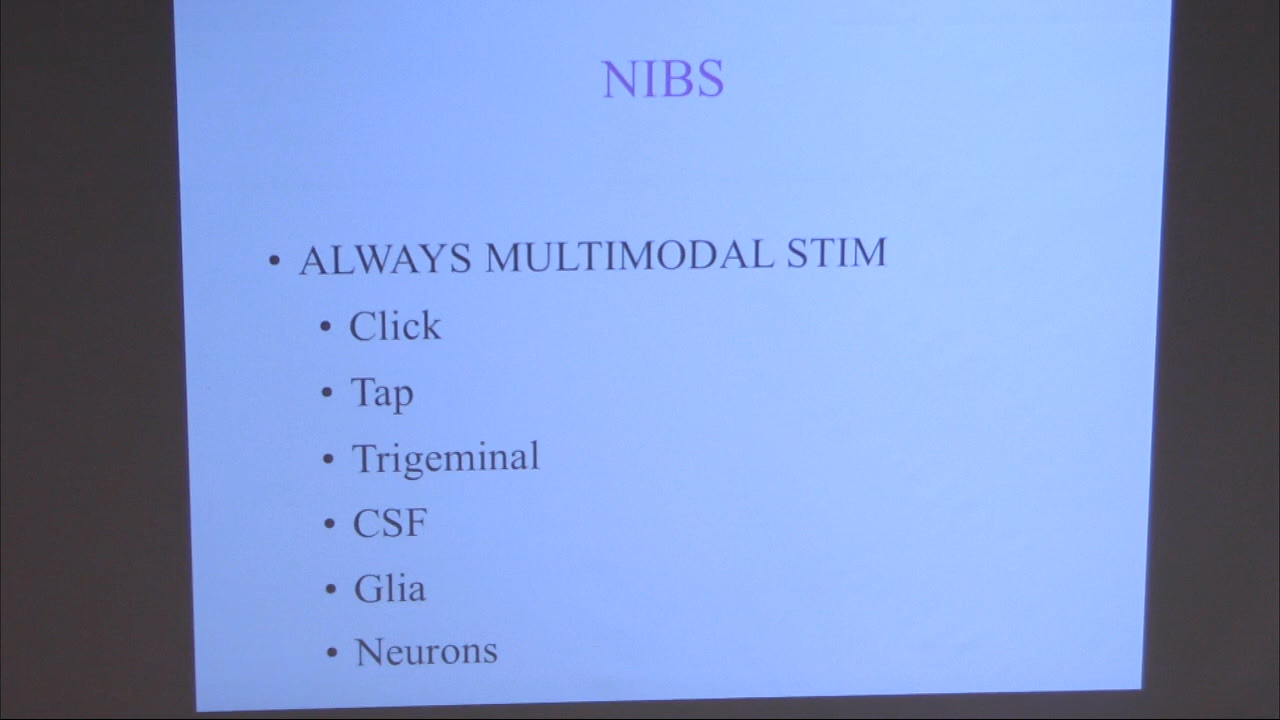 NIBS
• ALWAYS MULTIMODAL STIM
• Click
• Tap
• Trigeminal
• CSF
• Glia
• Neurons